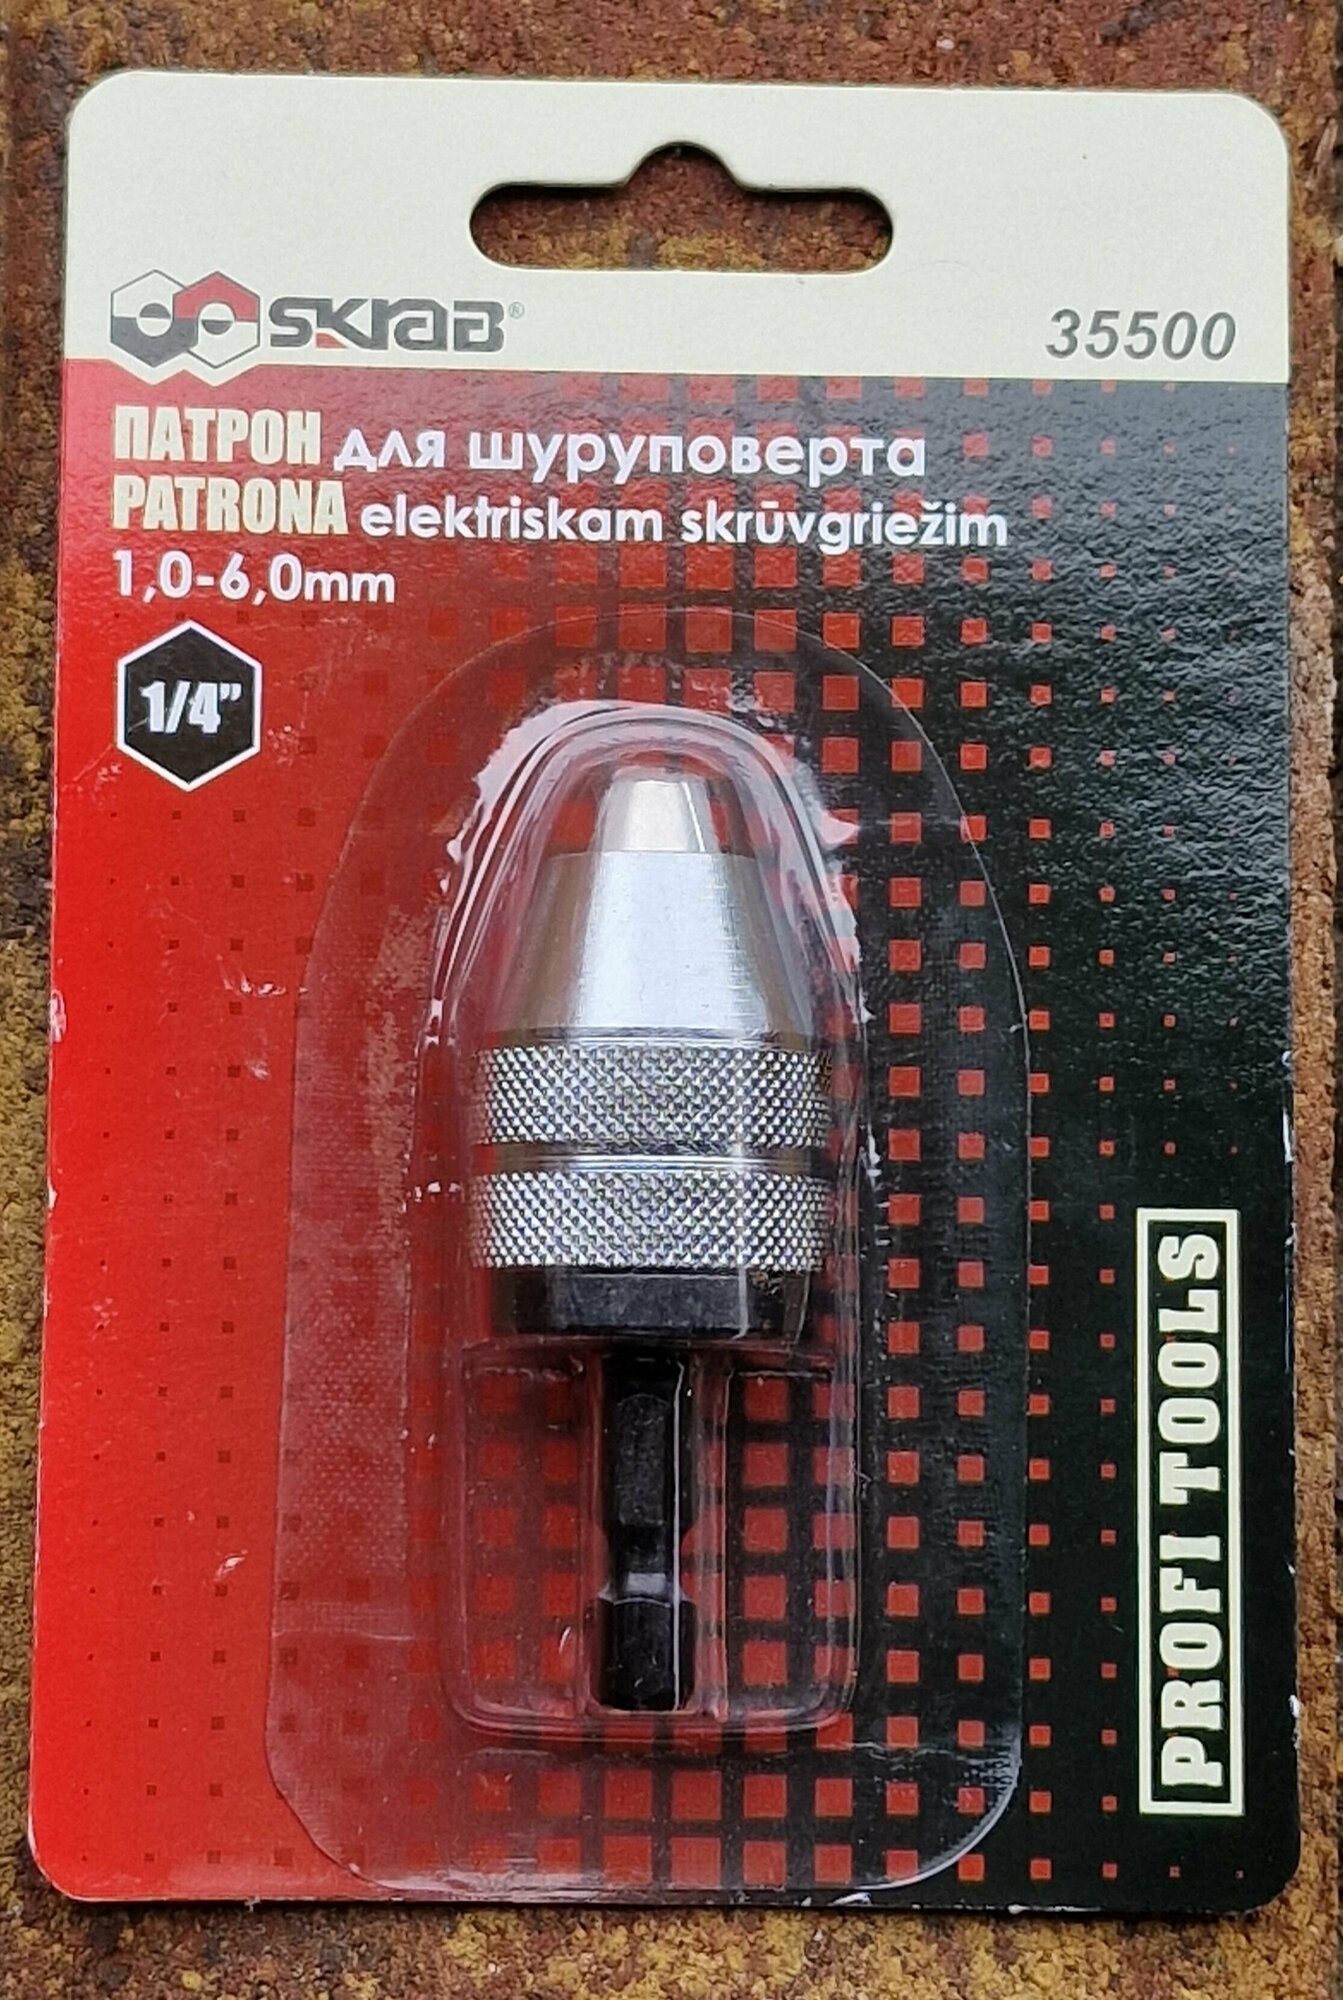 SKRAB®
35500
ПАТРОН для шуруповерта
PATRONA elektriskam skrūvgriežim
1,0-6,0mm
1/4”
PROFI TOOLS